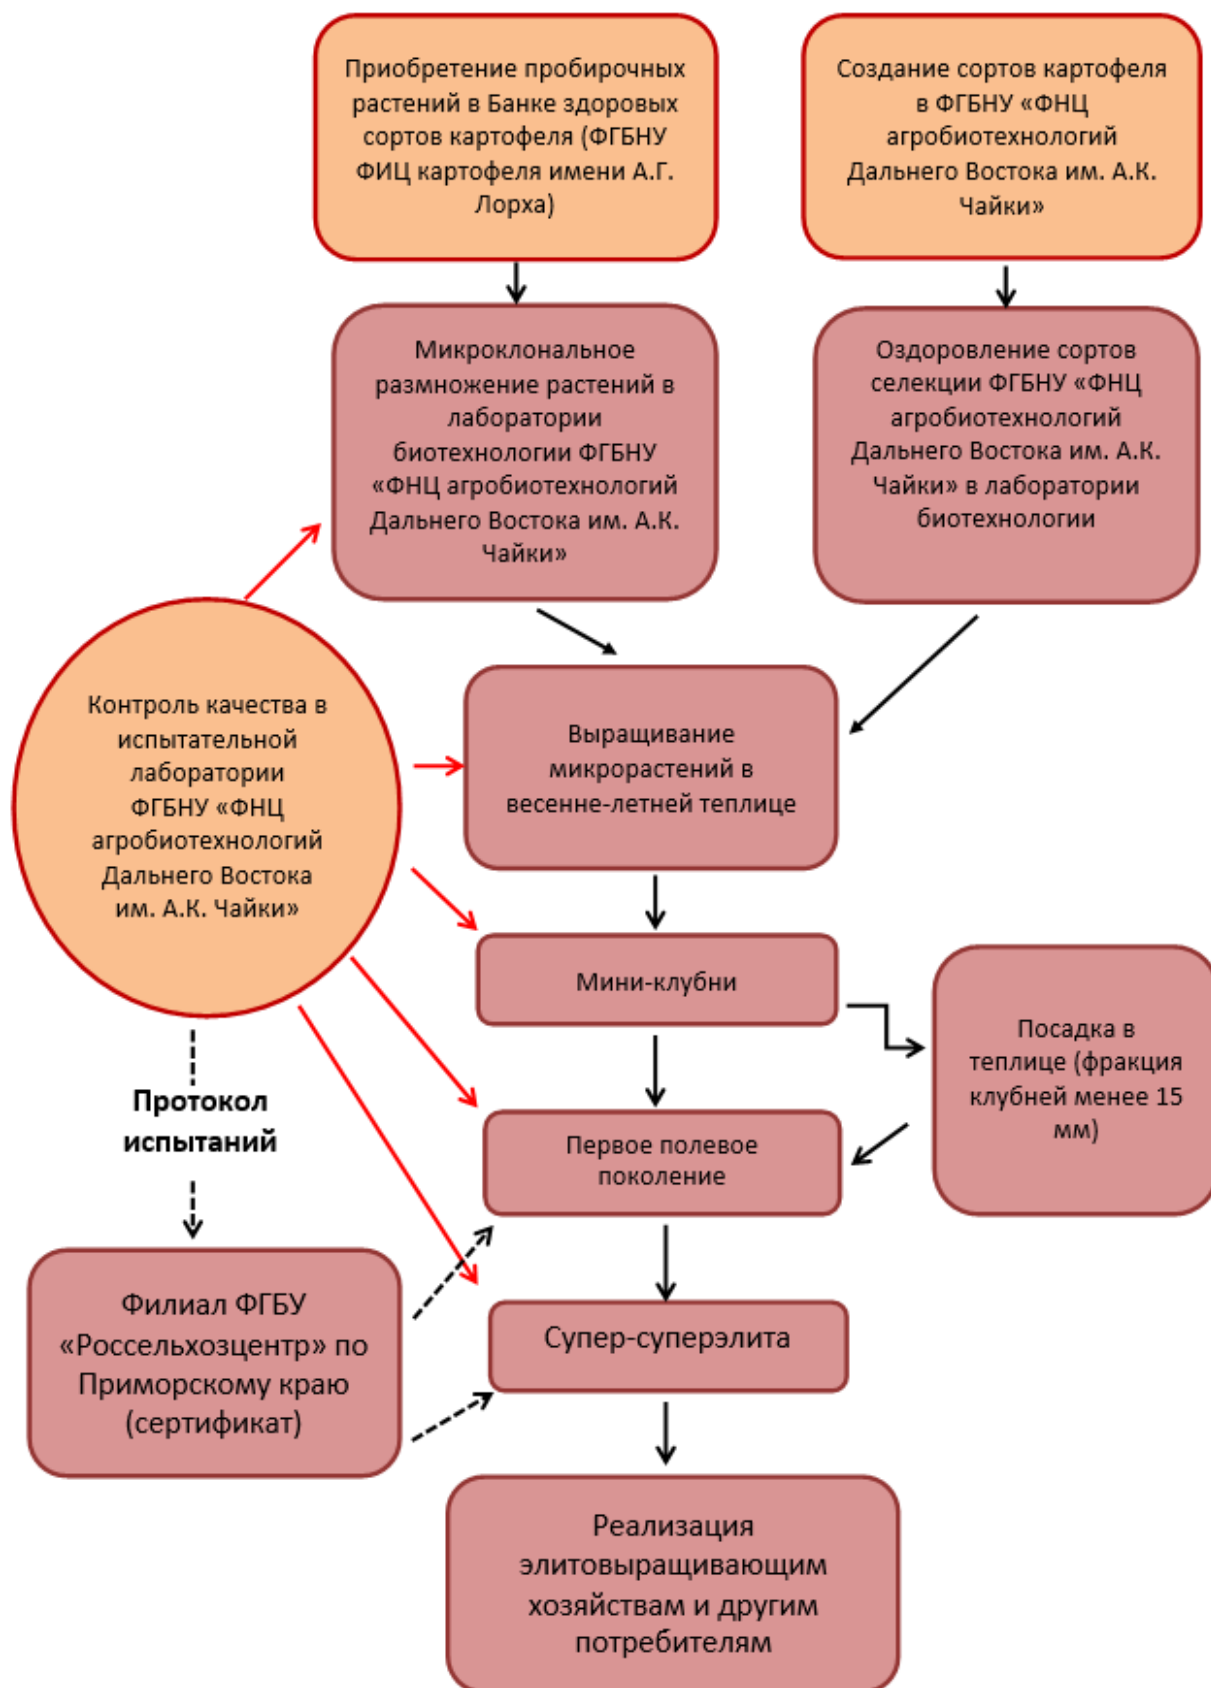 Приобретение пробирочных
растений в Банке здоровых
сортов картофеля (ФГБНУ
ФИЦ картофеля имени А.Г.
Лорха)
Создание сортов картофеля
в ФГБНУ «ФНЦ
агробиотехнологий
Дальнего Востока им. А.К.
Чайки»
Микроклональное
размножение растений в
лаборатории
биотехнологии ФГБНУ
«ФНЦ агробиотехнологий
Дальнего Востока им. А.К.
Чайки»
Оздоровление сортов
селекции ФГБНУ «ФНЦ
агробиотехнологий
Дальнего Востока им. А.К.
Чайки» в лаборатории
биотехнологии
Контроль качества в
испытательной
лаборатории
ФГБНУ «ФНЦ
агробиотехнологий
Дальнего Востока
им. А.К. Чайки»
Выращивание
микрорастений в
весенне-летней теплице
Мини-клубни
Посадка в
теплице (фракция
клубней менее 15
мм)
Протокол
испытаний
Первое полевое
поколение
Филиал ФГБУ
«Россельхозцентр» по
Приморскому краю
(сертификат)
Супер-суперэлита
Реализация
элитовыращивающим
хозяйствам и другим
потребителям